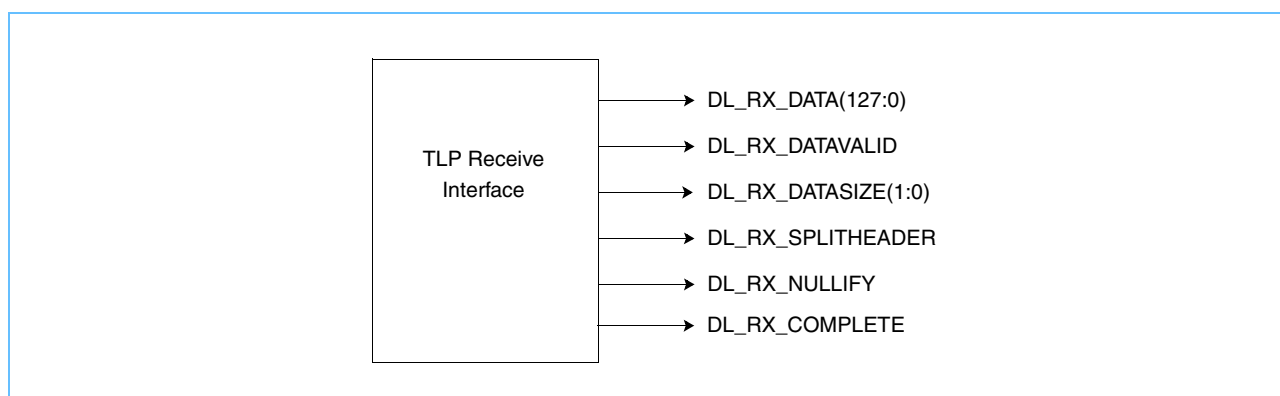 TLP Receive
Interface
DL_RX_DATA(127:0)
DL_RX_DATAVALID
DL_RX_DATASIZE(1:0)
DL_RX_SPLITHEADER
DL_RX_NULLIFY
DL_RX_COMPLETE